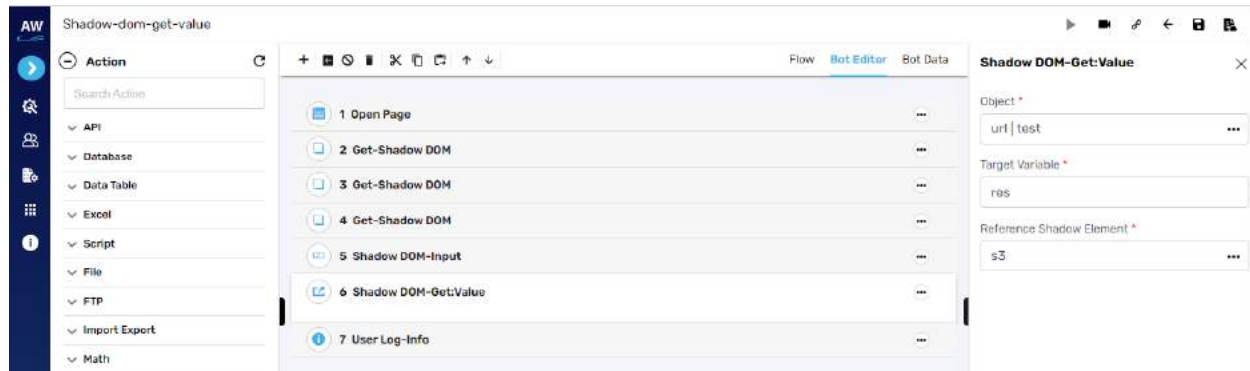 AW
Shadow-dom-get-value
Action
Search Action
API
Database
Data Table
Excel
Script
File
FTP
Import Export
Math
Flow
Bot Editor
Bot Data
1 Open Page
2 Get-Shadow DOM
3 Get-Shadow DOM
4 Get-Shadow DOM
5 Shadow DOM-Input
6 Shadow DOM-Get:Value
7 User Log-Info
Shadow DOM-Get:Value
Object *
url | test
Target Variable *
res
Reference Shadow Element *
s3